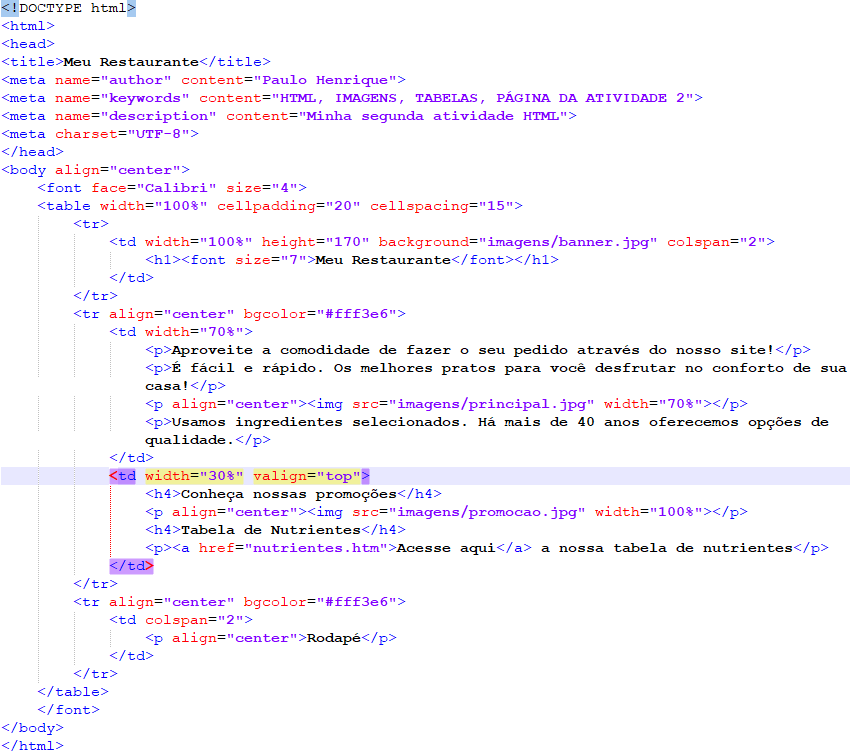 <!DOCTYPE html>
<html>
<head>
<title>Meu Restaurante</title>
<meta name="author" content="Paulo Henrique">
<meta name="keywords" content="HTML, IMAGENS, TABELAS, PÁGINA DA ATIVIDADE 2">
<meta name="description" content="Minha segunda atividade HTML">
<meta charset="UTF-8">
</head>
<body align="center">
    <font face="Calibri" size="4">
    <table width="100%" cellpadding="20" cellspacing="15">
        <tr>
            <td width="100%" height="170" background="imagens/banner.jpg" colspan="2">
                <h1><font size="7">Meu Restaurante</font></h1>
            </td>
        </tr>
        <tr align="center" bgcolor="#fff3e6">
            <td width="70%">
                <p>Aproveite a comodidade de fazer o seu pedido através do nosso site!</p>
                <p>É fácil e rápido. Os melhores pratos para você desfrutar no conforto de sua
                casa!</p>
                <p align="center"><img src="imagens/principal.jpg" width="70%"></p>
                <p>Usamos ingredientes selecionados. Há mais de 40 anos oferecemos opções de
                qualidade.</p>
            </td>
            <td width="30%" valign="top">
                <h4>Conheça nossas promoções</h4>
                <p align="center"><img src="imagens/promocao.jpg" width="100%"></p>
                <h4>Tabela de Nutrientes</h4>
                <p><a href="nutrientes.htm">Acesse aqui</a> a nossa tabela de nutrientes</p>
            </td>
        </tr>
        <tr align="center" bgcolor="#fff3e6">
            <td colspan="2">
                <p align="center">Rodapé</p>
            </td>
        </tr>
    </table>
    </font>
</body>
</html>